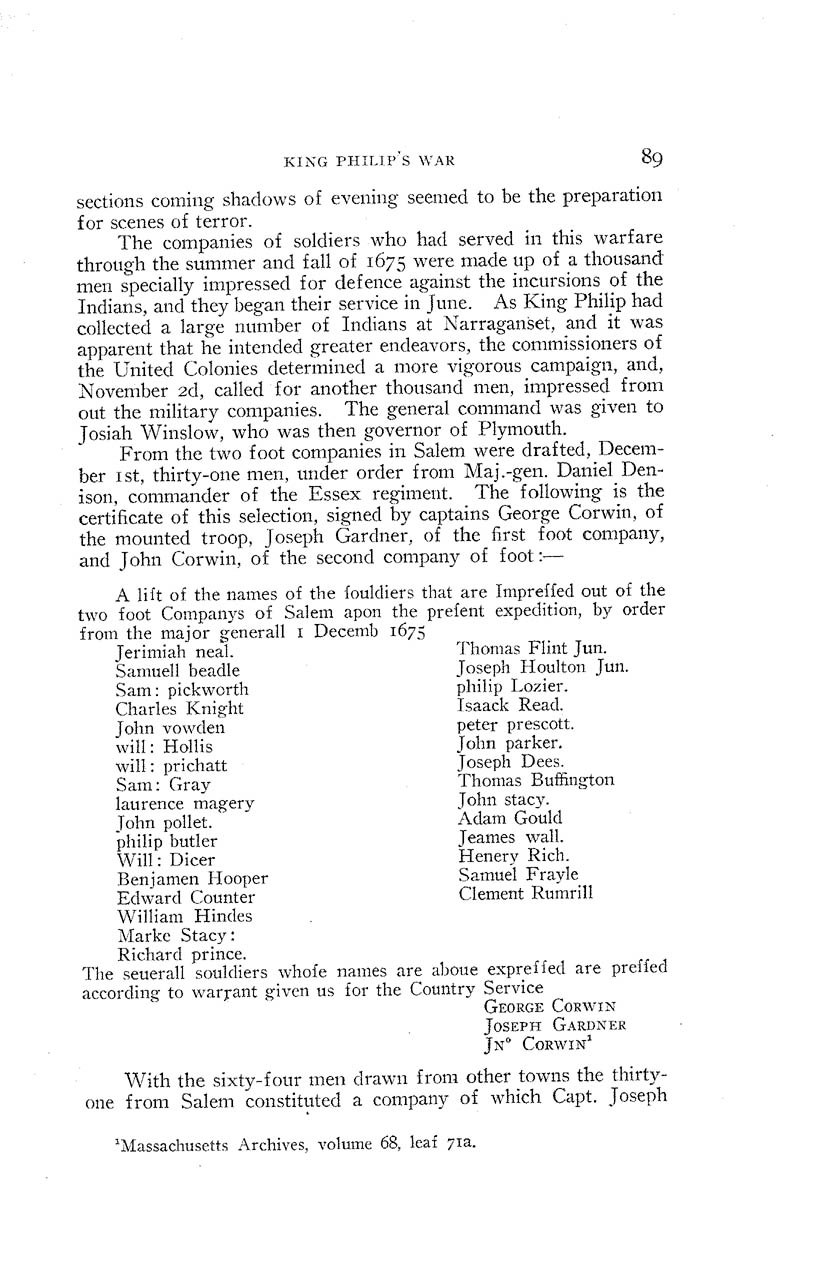 KING PHILIP'S WAR 89
sections coming shadows of evening seemed to be the preparation
for scenes of terror.
The companies of soldiers who had served in this warfare
through the summer and fall of 1675 were made up of a thousand
men specially impressed for defence against the incursions of the
Indians, and they began their service in June. As King Philip had
collected a large number of Indians at Narraganset, and it was
apparent that he intended greater endeavors, the commissioners of
the United Colonies determined a more vigorous campaign, and,
November 2d, called for another thousand men, impressed from
out the military companies. The general command was given to
Josiah Winslow, who was then governor of Plymouth.
From the two foot companies in Salem were drafted, Decem-
ber 1st, thirty-one men, under order from Maj.-gen. Daniel Den-
ison, commander of the Essex regiment. The following is the
certificate of this selection, signed by captains George Corwin, of
the mounted troop, Joseph Gardner, of the first foot company,
and John Corwin, of the second company of foot:—
A liſt of the names of the ſouldiers that are Impreſſed out of the
two foot Companys of Salem apon the preſent expedition, by order
from the major generall 1 Decemb 1675
Jerimiah neal.
Samuell beadle
Sam: pickworth
Charles Knight
John vowden
will: Hollis
will: prichatt
Sam: Gray
laurence magery
John pollet.
philip butler
Will: Dicer
Benjamen Hooper
Edward Counter
William Hindes
Marke Stacy:
Richard prince.
Thomas Flint Jun.
Joseph Houlton Jun.
philip Lozier.
Isaack Read.
peter prescott.
John parker.
Joseph Dees.
Thomas Buffington
John stacy.
Adam Gould
Jeames wall.
Henery Rich.
Samuel Frayle
Clement Rumrill
The seuerall souldiers whoſe names are aboue expreſſed are preſſed
according to warrant given us for the Country Service
GEORGE CORWIN
JOSEPH GARDNER
JNº CORWIN¹
With the sixty-four men drawn from other towns the thirty-
one from Salem constituted a company of which Capt. Joseph
¹Massachusetts Archives, volume 68, leaf 71a.